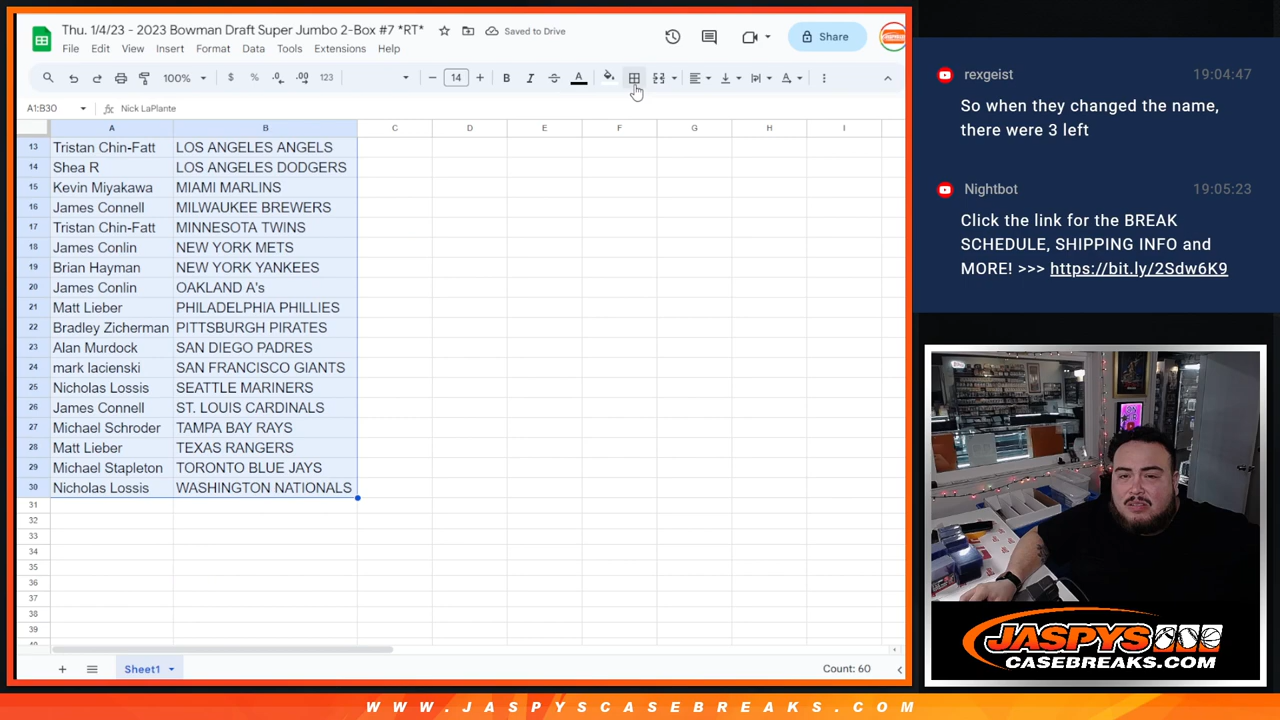 Thu. 1/4/23 - 2023 Bowman Draft Super Jumbo 2-Box #7 *RT*
Saved to Drive
Share
File Edit View Insert Format Data Tools Extensions Help
100% $ % .0 .00 123 14 B I A
A1:B30 fx Nick LaPlante
A B C D E F G H I
13 Tristan Chin-Fatt LOS ANGELES ANGELS
14 Shea R LOS ANGELES DODGERS
15 Kevin Miyakawa MIAMI MARLINS
16 James Connell MILWAUKEE BREWERS
17 Tristan Chin-Fatt MINNESOTA TWINS
18 James Conlin NEW YORK METS
19 Brian Hayman NEW YORK YANKEES
20 James Conlin OAKLAND A's
21 Matt Lieber PHILADELPHIA PHILLIES
22 Bradley Zicherman PITTSBURGH PIRATES
23 Alan Murdock SAN DIEGO PADRES
24 mark lacienski SAN FRANCISCO GIANTS
25 Nicholas Lossis SEATTLE MARINERS
26 James Connell ST. LOUIS CARDINALS
27 Michael Schroder TAMPA BAY RAYS
28 Matt Lieber TEXAS RANGERS
29 Michael Stapleton TORONTO BLUE JAYS
30 Nicholas Lossis WASHINGTON NATIONALS
31
32
33
34
35
36
37
38
39
Sheet1
Count: 60
rexgeist 19:04:47
So when they changed the name,
there were 3 left
Nightbot 19:05:23
Click the link for the BREAK
SCHEDULE, SHIPPING INFO and
MORE! >>> https://bit.ly/2Sdw6K9
JASPYS
CASEBREAKS.COM
WWW.JASPYSCASEBREAKS.COM